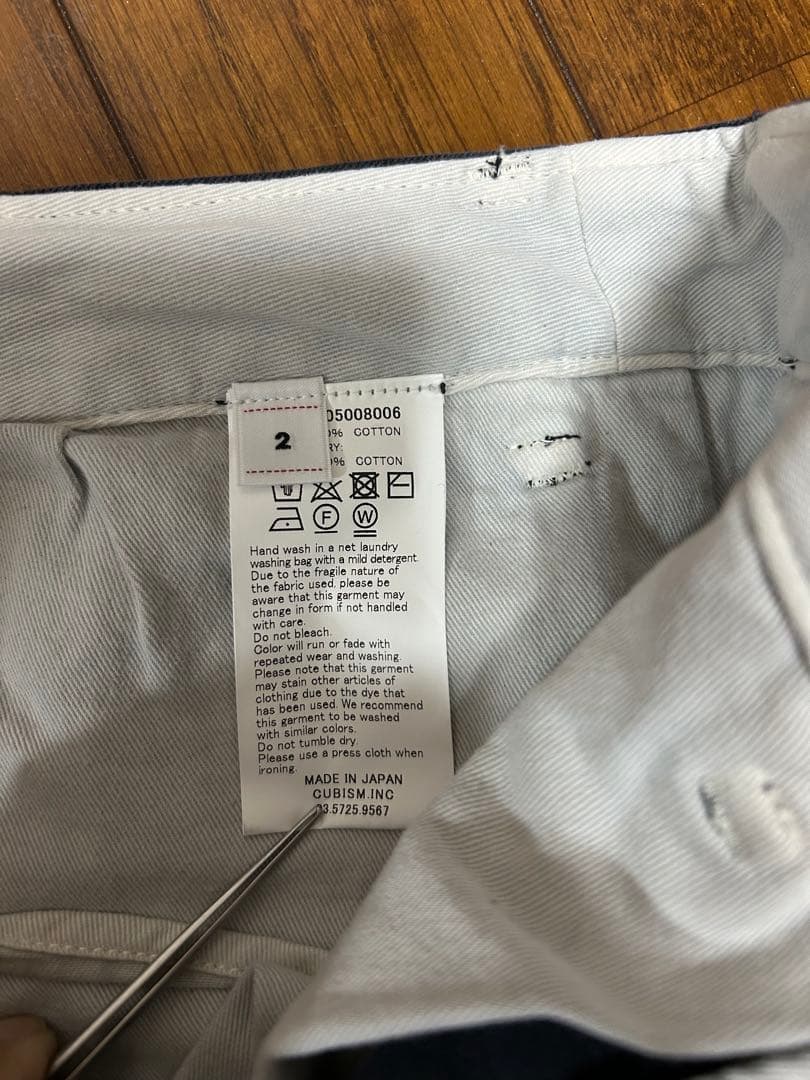 2
05008006
% COTTON
RY:
% COTTON
F W
Hand wash in a net laundry
washing bag with a mild detergent.
Due to the fragile nature of
the fabric used, please be
aware that this garment may
change in form if not handled
with care.
Do not bleach.
Color will run or fade with
repeated wear and washing.
Please note that this garment
may stain other articles of
clothing due to the dye that
has been used. We recommend
this garment to be washed
with similar colors.
Do not tumble dry.
Please use a press cloth when
ironing.
MADE IN JAPAN
CUBISM.INC
03.5725.9567